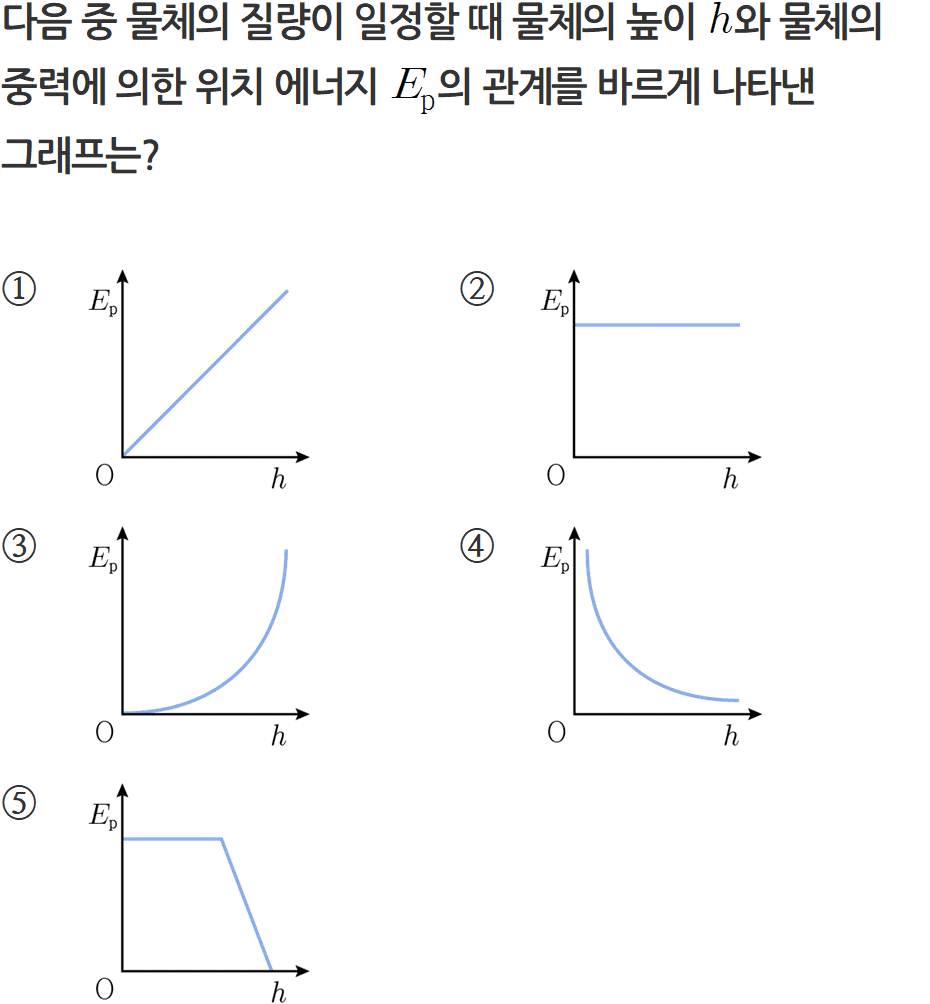 다음 중 물체의 질량이 일정할 때 물체의 높이 h와 물체의
중력에 의한 위치 에너지 Eₚ의 관계를 바르게 나타낸
그래프는?
① Eₚ O h
② Eₚ O h
③ Eₚ O h
④ Eₚ O h
⑤ Eₚ O h